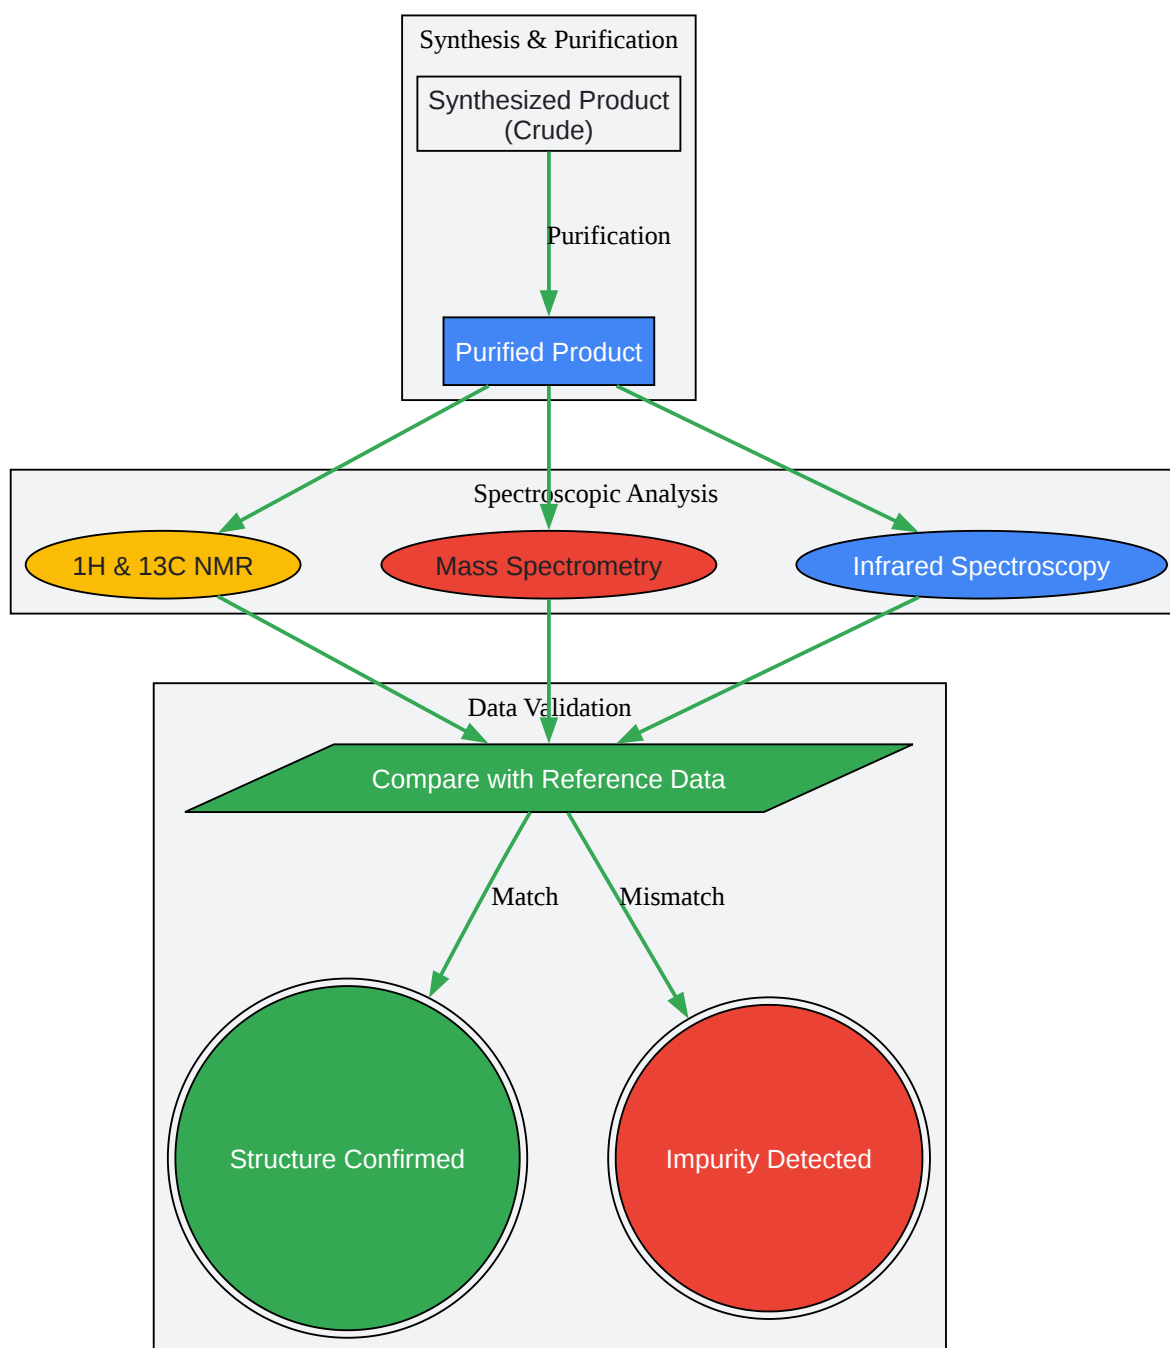 Synthesis & Purification
Synthesized Product
(Crude)
Purification
Purified Product
Spectroscopic Analysis
1H & 13C NMR
Mass Spectrometry
Infrared Spectroscopy
Data Validation
Compare with Reference Data
Match
Mismatch
Structure Confirmed
Impurity Detected